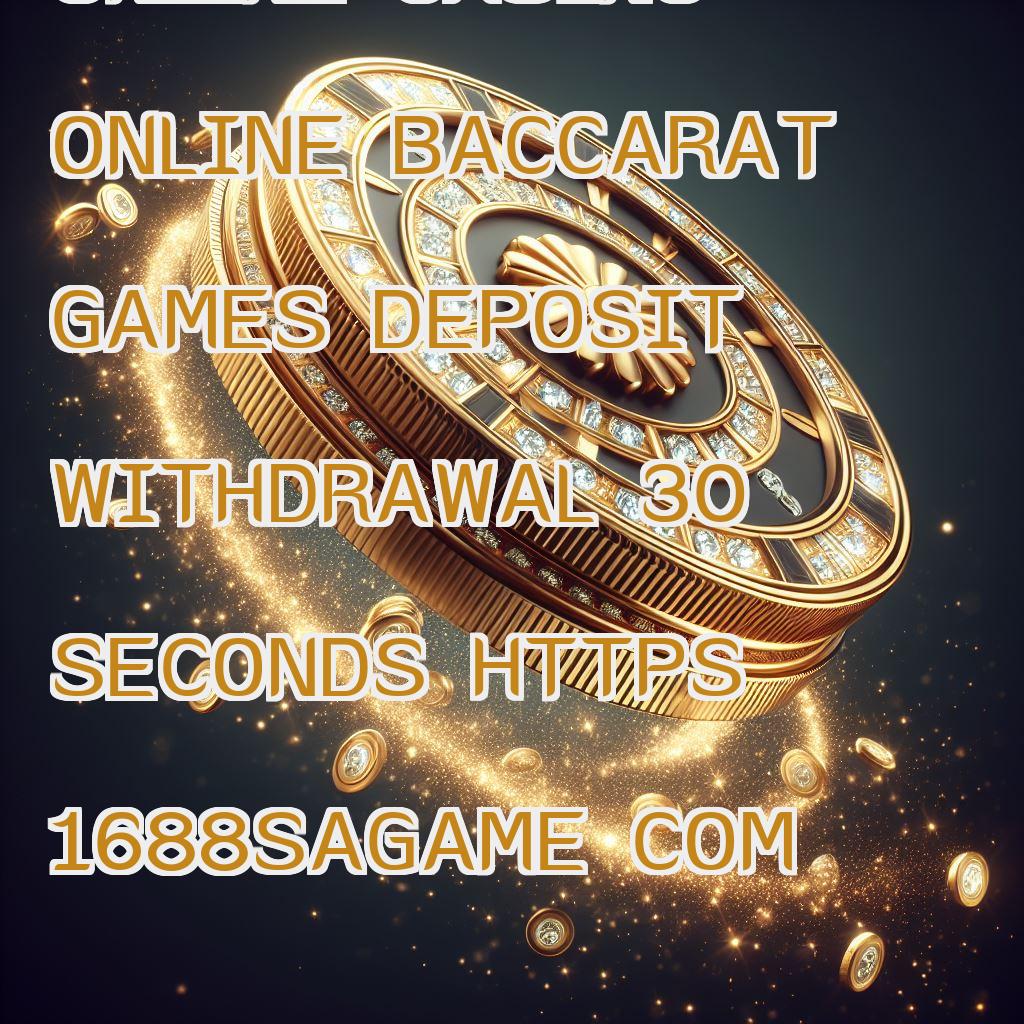 ONLINE BACCARAT
GAMES DEPOSIT
WITHDRAWAL 30
SECONDS HTTPS
1688SAGAME COM